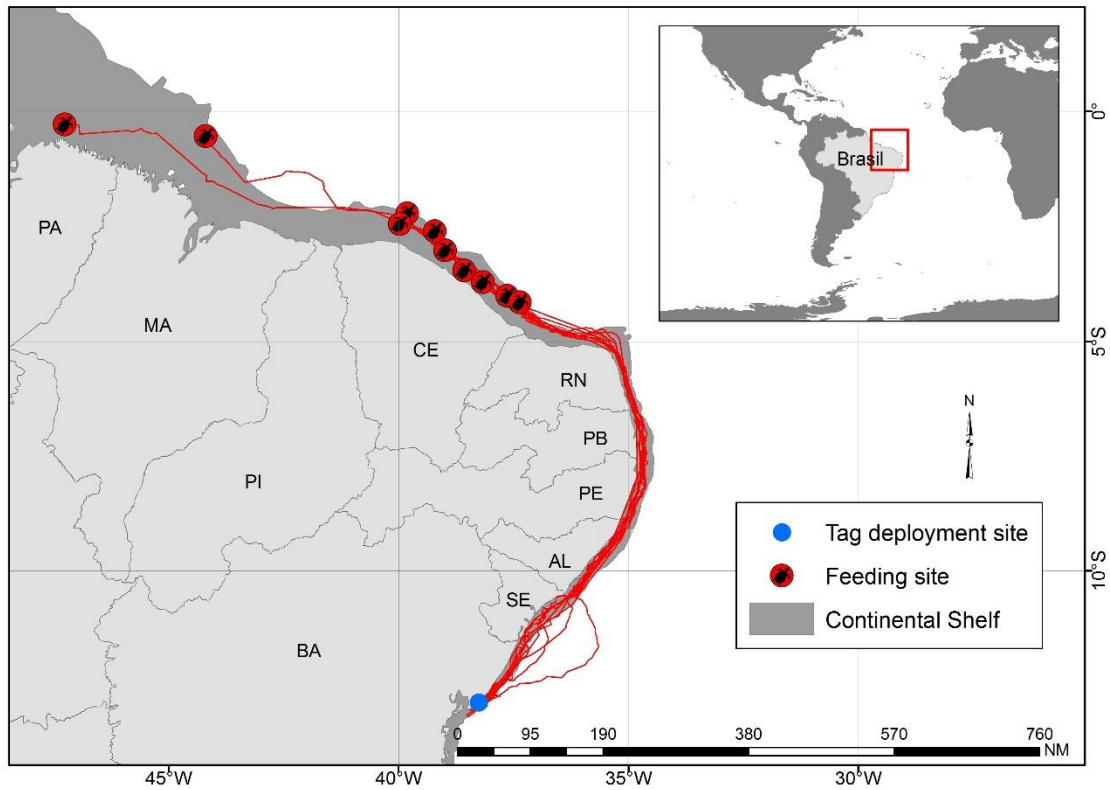 Brasil
0°
5°S
10°S
PA
MA
CE
RN
PB
PI
PE
AL
SE
BA
N
Tag deployment site
Feeding site
Continental Shelf
0 95 190 380 570 760
NM
45°W 40°W 35°W 30°W